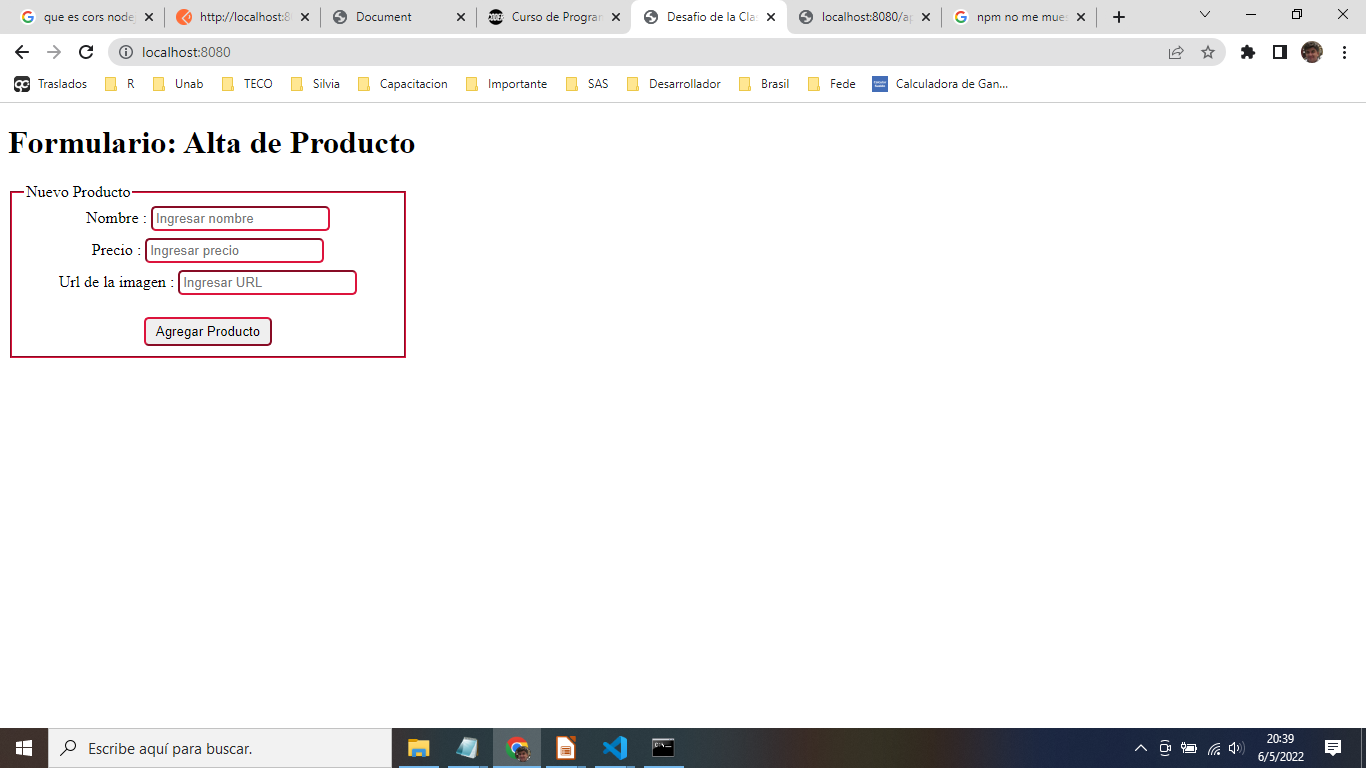 que es cors node
http://localhost:8
Document
Curso de Progran
Desafio de la Cla
localhost:8080/ap
npm no me mues
localhost:8080
Traslados R Unab TECO Silvia Capacitacion Importante SAS Desarrollador Brasil Fede Calculadora de Gan...
Formulario: Alta de Producto
Nuevo Producto
Nombre : Ingresar nombre
Precio : Ingresar precio
Url de la imagen : Ingresar URL
Agregar Producto
Escribe aquí para buscar.
20:39
6/5/2022